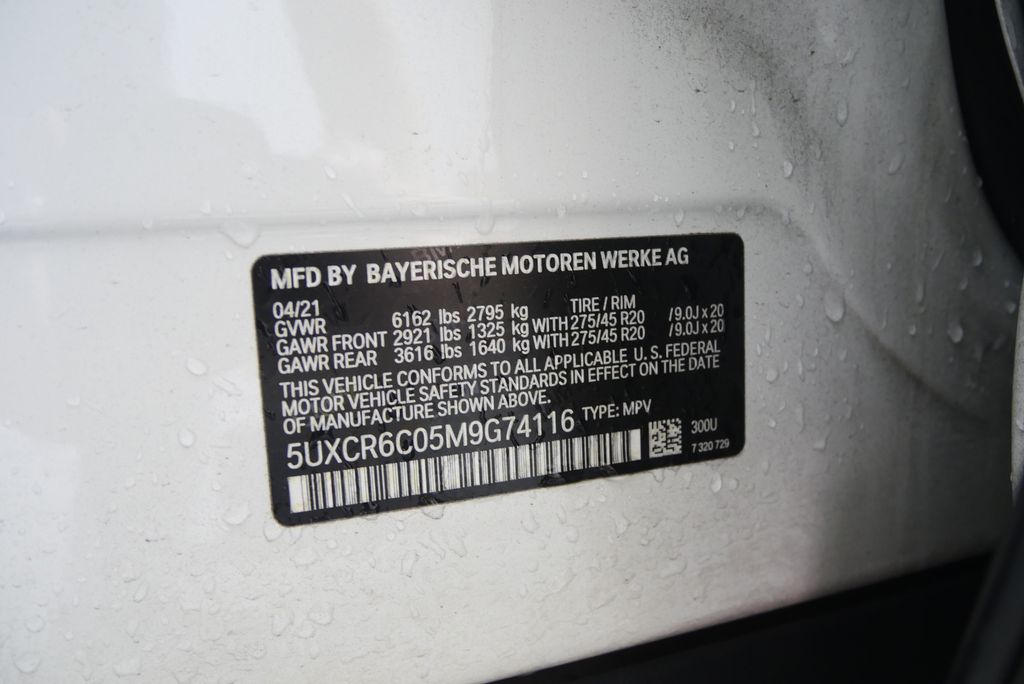 MFD BY BAYERISCHE MOTOREN WERKE AG
04/21 TIRE / RIM
GVWR 6162 lbs 2795 kg
GAWR FRONT 2921 lbs 1325 kg WITH 275/45 R20 /9.0J x 20
GAWR REAR 3616 lbs 1640 kg WITH 275/45 R20 /9.0J x 20
THIS VEHICLE CONFORMS TO ALL APPLICABLE U.S. FEDERAL
MOTOR VEHICLE SAFETY STANDARDS IN EFFECT ON THE DATE
OF MANUFACTURE SHOWN ABOVE.
5UXCR6C05M9G74116 TYPE: MPV
300U
7 320 729